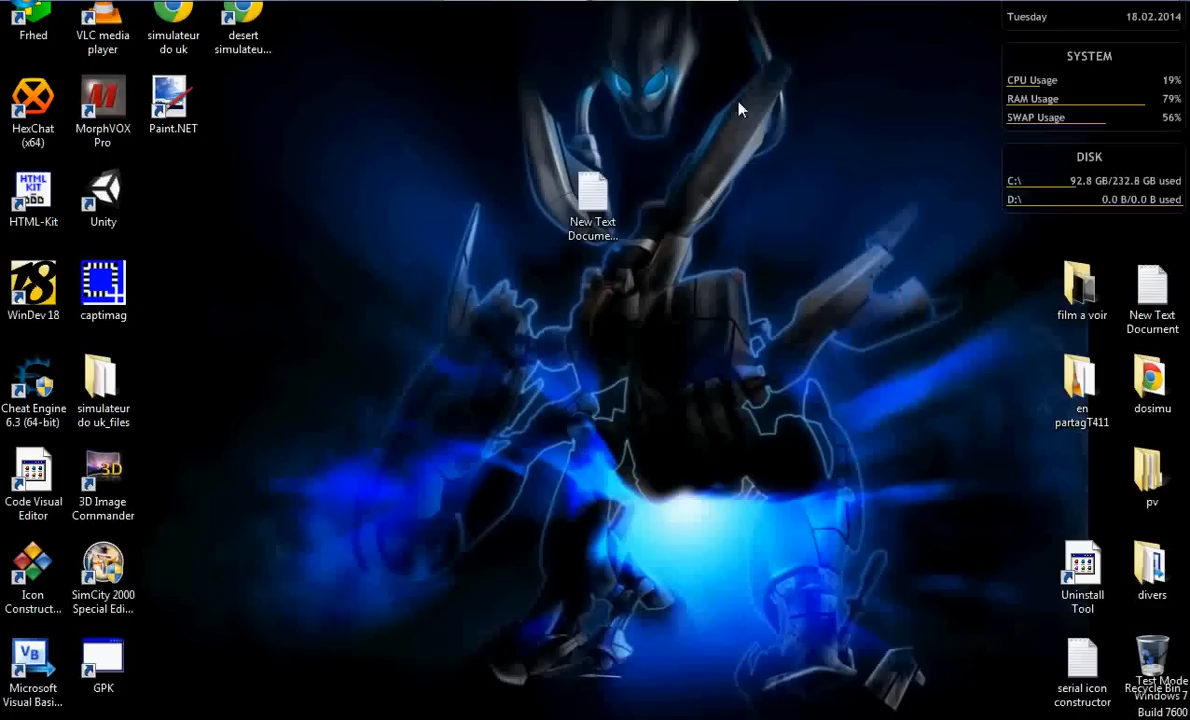 Tuesday 18.02.2014
SYSTEM
CPU Usage 19%
RAM Usage 79%
SWAP Usage 56%
DISK
C:\ 92.8 GB/232.8 GB used
D:\ 0.0 B/0.0 B used
Frhed
VLC media
player
simulateur
do uk
desert
simulateu...
HexChat
(x64)
MorphVOX
Pro
Paint.NET
HTML
KIT
HTML-Kit
Unity
New Text
Docume...
18
WinDev 18
captimag
film a voir
New Text
Document
Cheat Engine
6.3 (64-bit)
simulateur
do uk_files
en
partagT411
dosimu
Code Visual
Editor
3D
3D Image
Commander
pv
Icon
Construct...
SimCity 2000
Special Edi...
Uninstall
Tool
divers
VB
Microsoft
Visual Basi...
GPK
serial icon
constructor
Recycle Bin
Test Mode
Windows 7
Build 7600